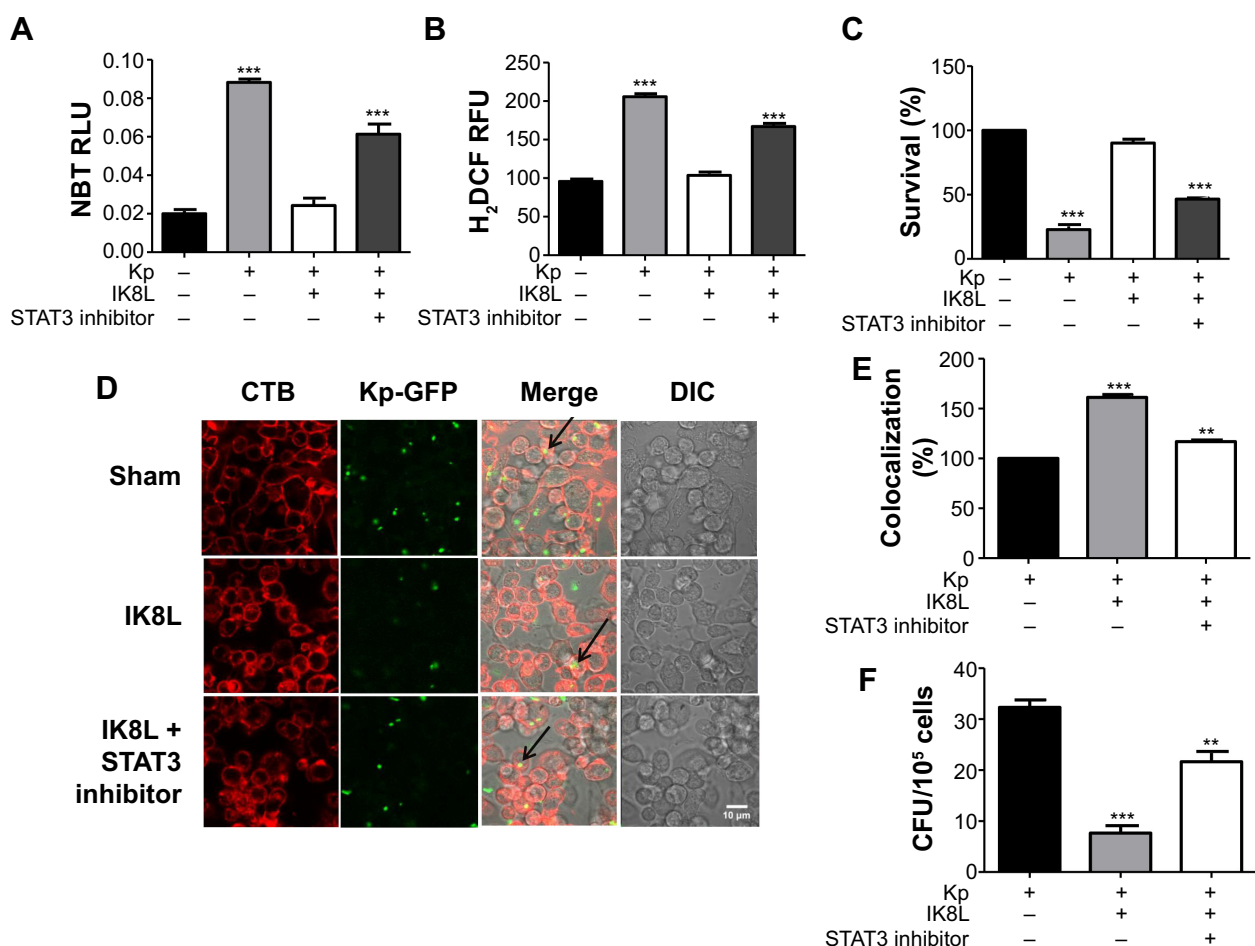 A
NBT RLU
0.10
0.08
0.06
0.04
0.02
0.00
***
***
Kp – + + +
IK8L – – + +
STAT3 inhibitor – – – +
B
H₂DCF RFU
250
200
150
100
50
0
***
***
Kp – + + +
IK8L – – + +
STAT3 inhibitor – – – +
C
Survival (%)
150
100
50
0
***
***
Kp – + + +
IK8L – – + +
STAT3 inhibitor – – – +
D
CTB Kp-GFP Merge DIC
Sham
IK8L
IK8L +
STAT3
inhibitor
10 µm
E
Colocalization
(%)
200
150
100
50
0
***
**
Kp + + +
IK8L – + +
STAT3 inhibitor – – +
F
CFU/10⁵ cells
40
30
20
10
0
***
**
Kp + + +
IK8L – + +
STAT3 inhibitor – – +